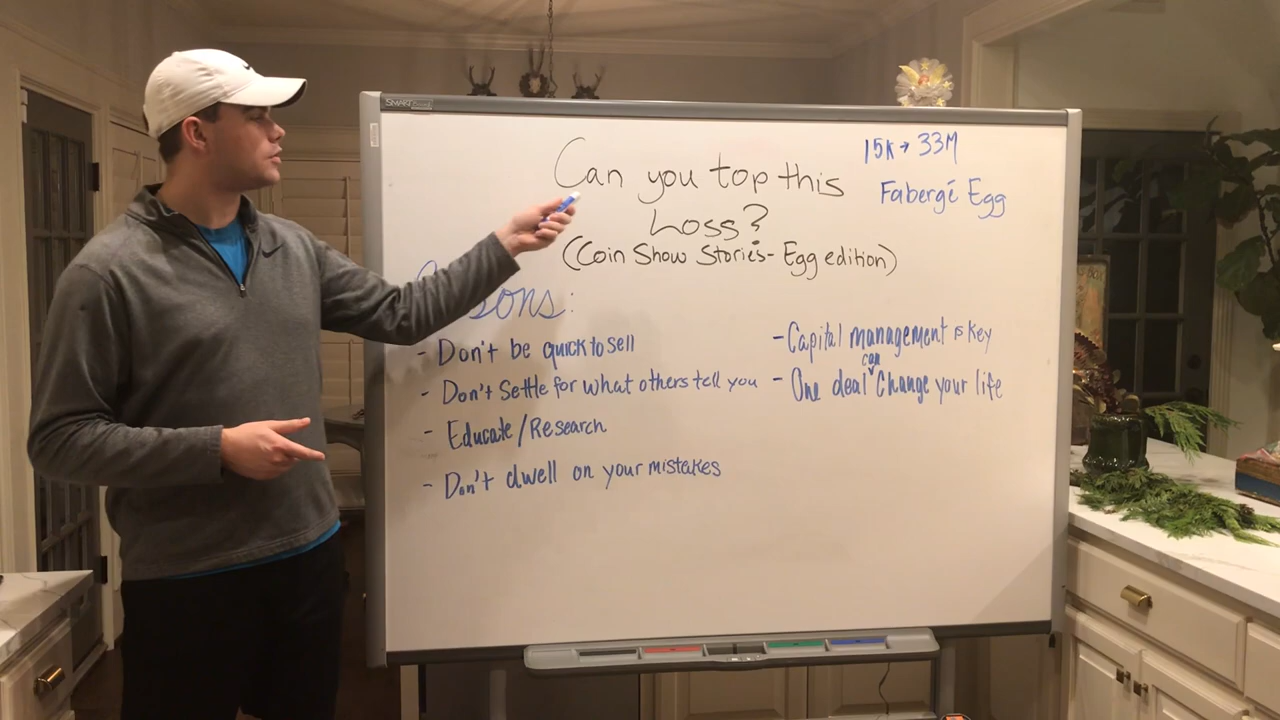 SMART Board
Can you top this
Loss?
(Coin Show Stories- Egg edition)
15K → 33M
Fabergé Egg
- Don't be quick to sell
- Don't Settle for what others tell you
- Educate/Research
- Don't dwell on your mistakes
- Capital management is key
- One deal can Change your life